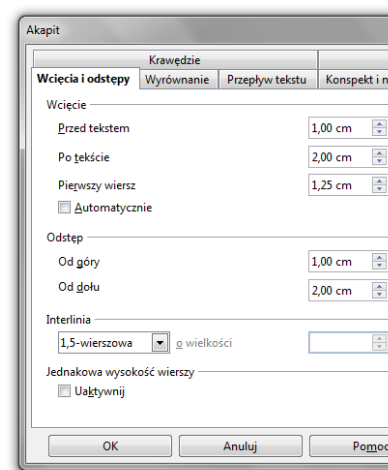 Akapit
Krawędzie
Wcięcia i odstępy Wyrównanie Przepływ tekstu Konspekt i n
Wcięcie
Przed tekstem 1,00 cm
Po tekście 2,00 cm
Pierwszy wiersz 1,25 cm
Automatycznie
Odstęp
Od góry 1,00 cm
Od dołu 2,00 cm
Interlinia
1,5-wierszowa o wielkości
Jednakowa wysokość wierszy
Uaktywnij
OK Anuluj Pomoc